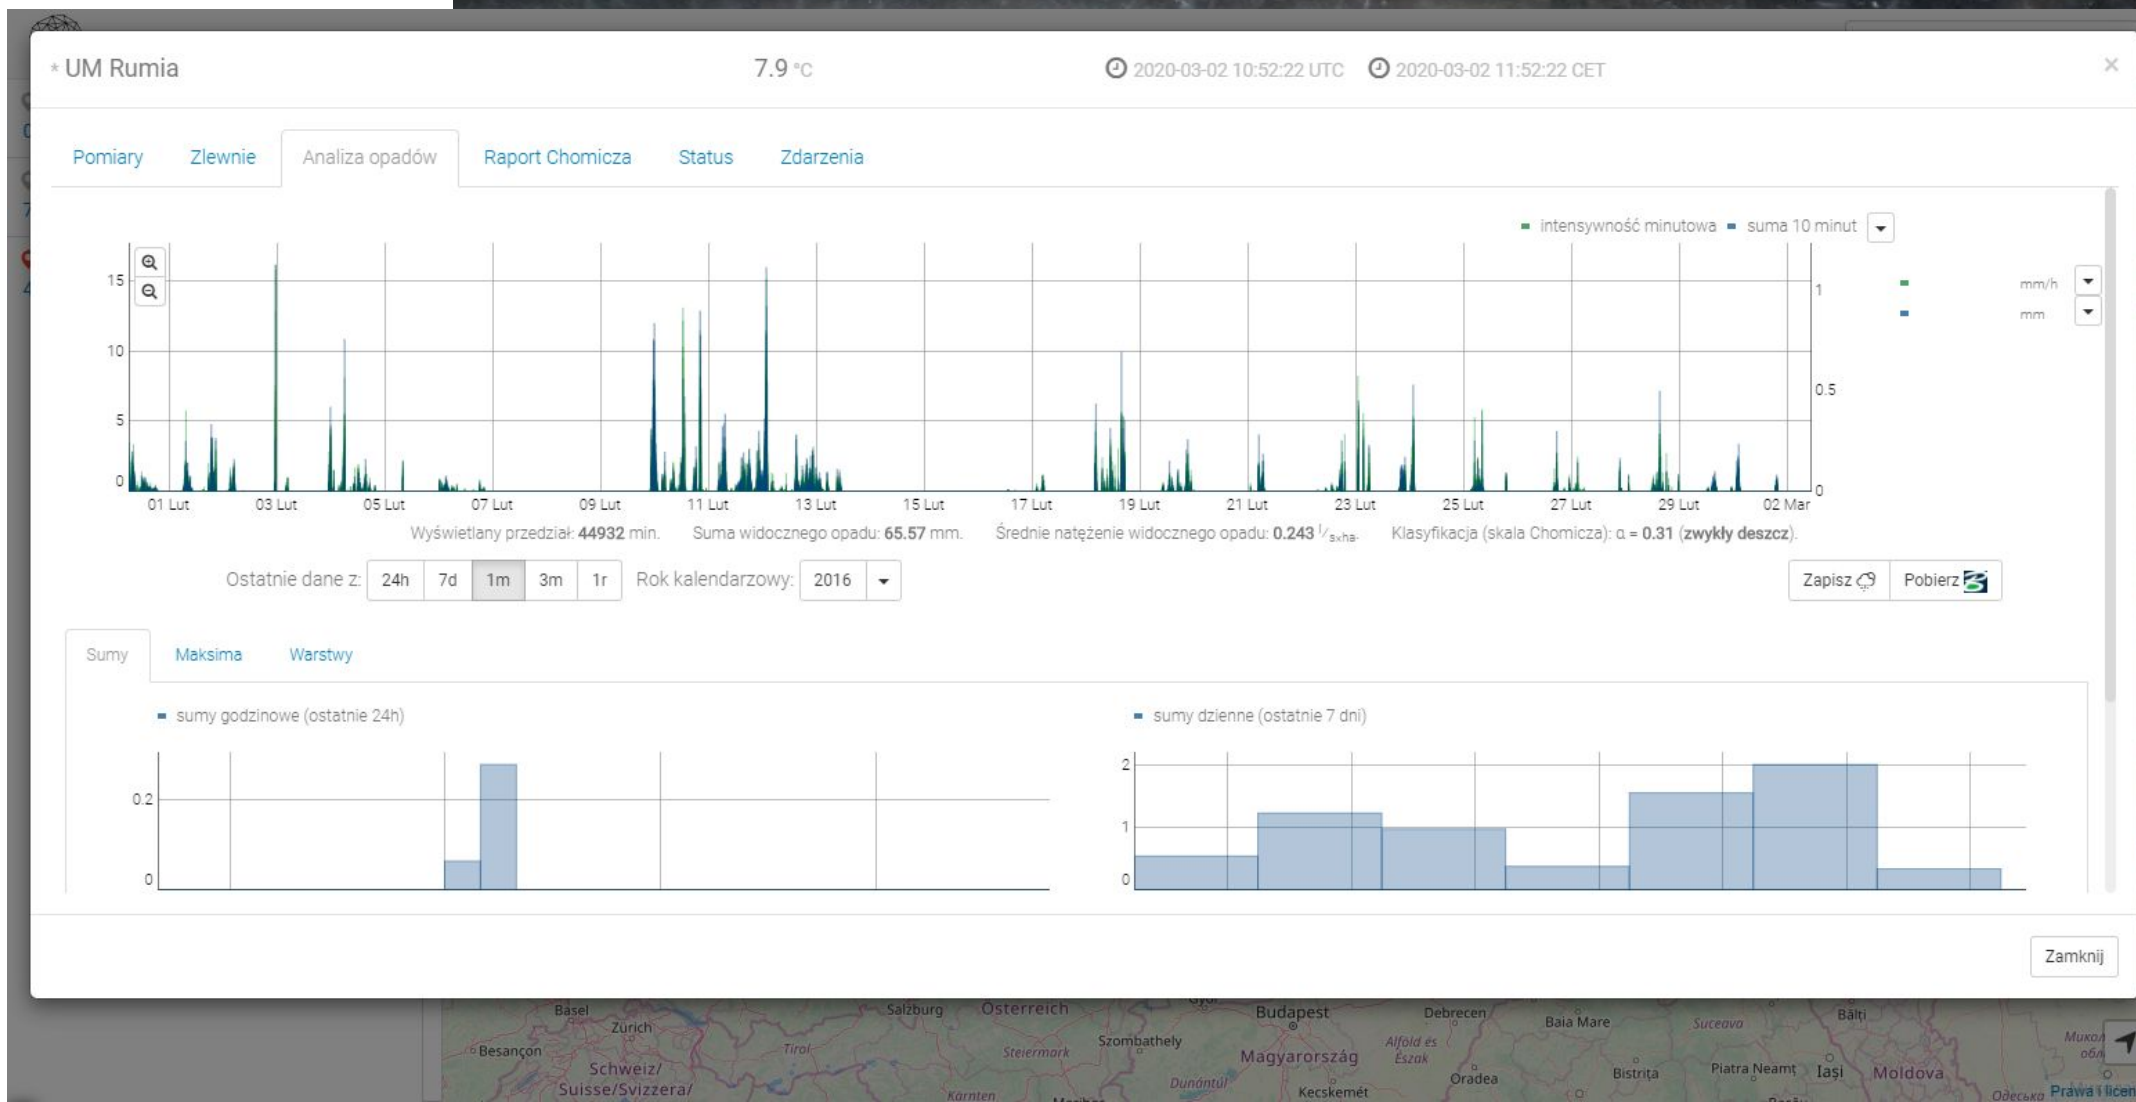 * UM Rumia 7.9 °C 2020-03-02 10:52:22 UTC 2020-03-02 11:52:22 CET ×
Pomiary Zlewnie Analiza opadów Raport Chomicza Status Zdarzenia
intensywność minutowa suma 10 minut
15 1 mm/h
mm
10
0.5
5
0 0
01 Lut 03 Lut 05 Lut 07 Lut 09 Lut 11 Lut 13 Lut 15 Lut 17 Lut 19 Lut 21 Lut 23 Lut 25 Lut 27 Lut 29 Lut 02 Mar
Wyświetlany przedział: 44932 min. Suma widocznego opadu: 65.57 mm. Średnie natężenie widocznego opadu: 0.243 l/s×ha. Klasyfikacja (skala Chomicza): α = 0.31 (zwykły deszcz).
Ostatnie dane z: 24h 7d 1m 3m 1r Rok kalendarzowy: 2016 Zapisz Pobierz
Sumy Maksima Warstwy
sumy godzinowe (ostatnie 24h) sumy dzienne (ostatnie 7 dni)
2
0.2
1
0 0
Zamknij
Basel Salzburg Österreich Budapest Debrecen Baia Mare Suceava Bălți
Zürich
Besançon Tirol Steiermark Szombathely Magyarország Alföld és Észak
Schweiz/ Oradea Bistrița Piatra Neamț Iași Moldova
Suisse/Svizzera/ Kärnten Dunántúl Kecskemét